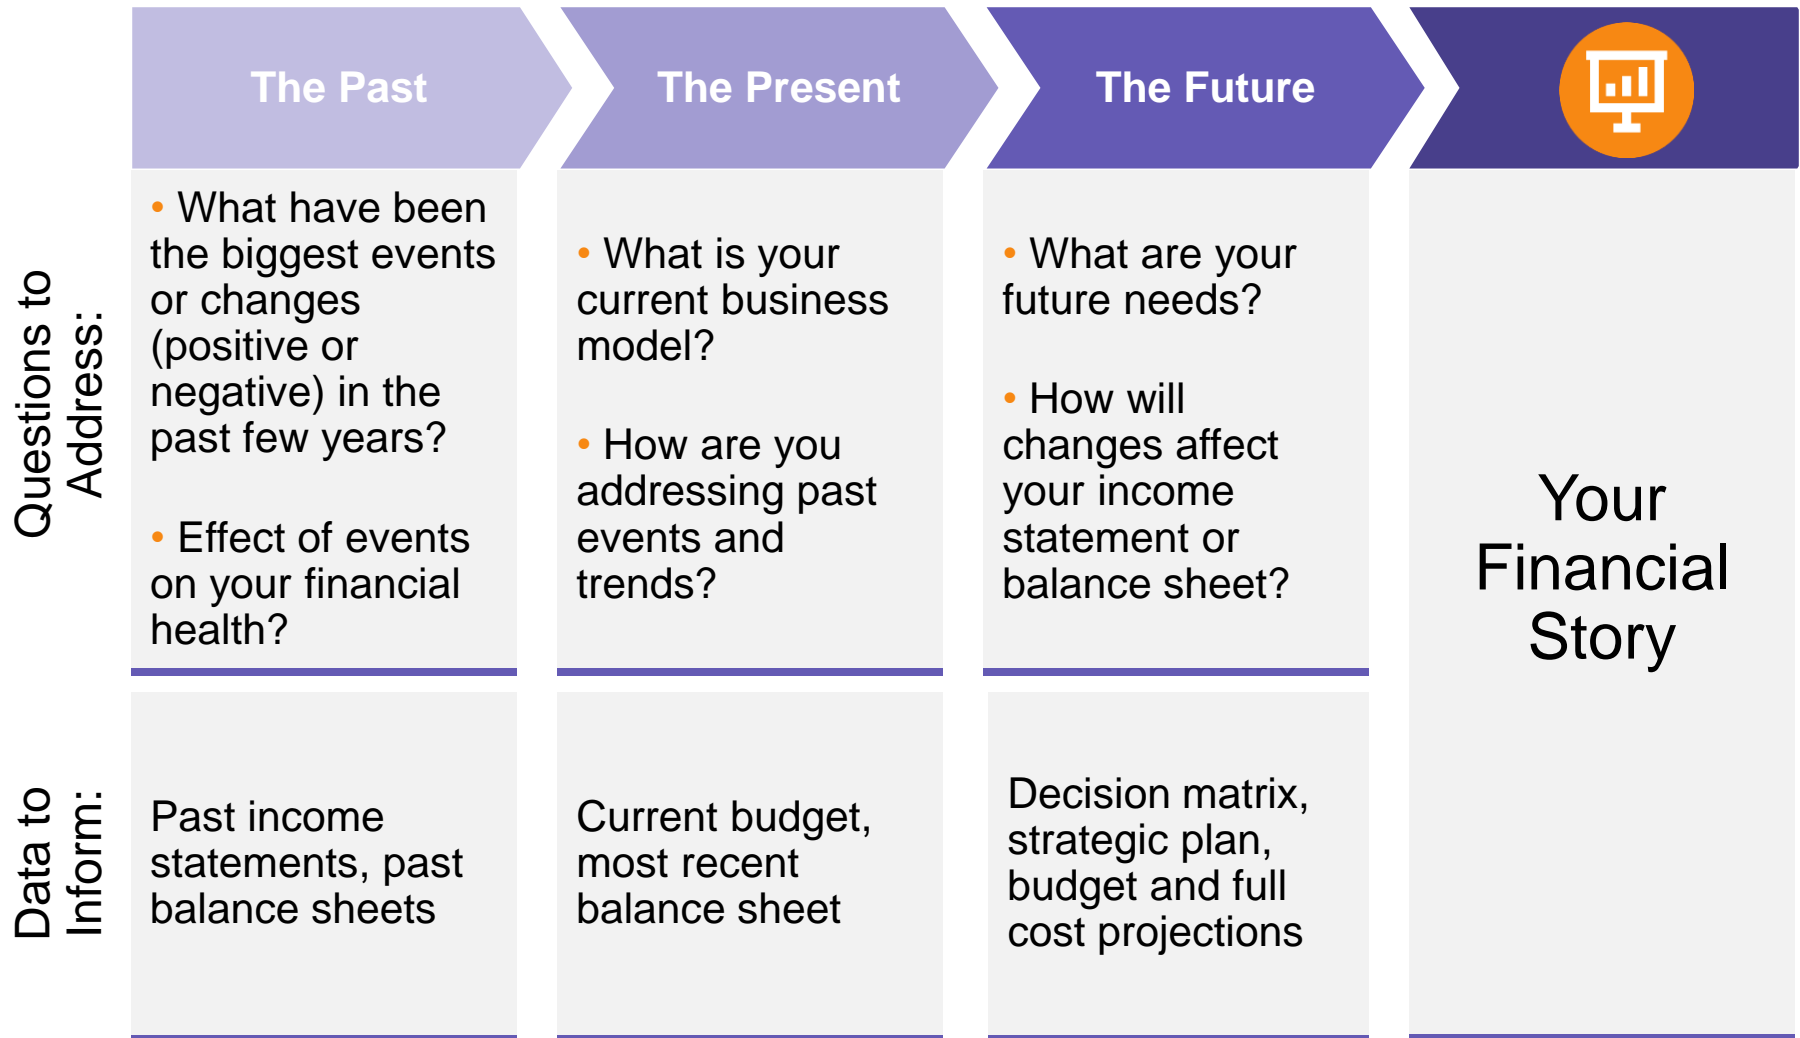 The Past
The Present
The Future
Questions to
Address:
• What have been
the biggest events
or changes
(positive or
negative) in the
past few years?
• Effect of events
on your financial
health?
• What is your
current business
model?
• How are you
addressing past
events and
trends?
• What are your
future needs?
• How will
changes affect
your income
statement or
balance sheet?
Your
Financial
Story
Data to
Inform:
Past income
statements, past
balance sheets
Current budget,
most recent
balance sheet
Decision matrix,
strategic plan,
budget and full
cost projections